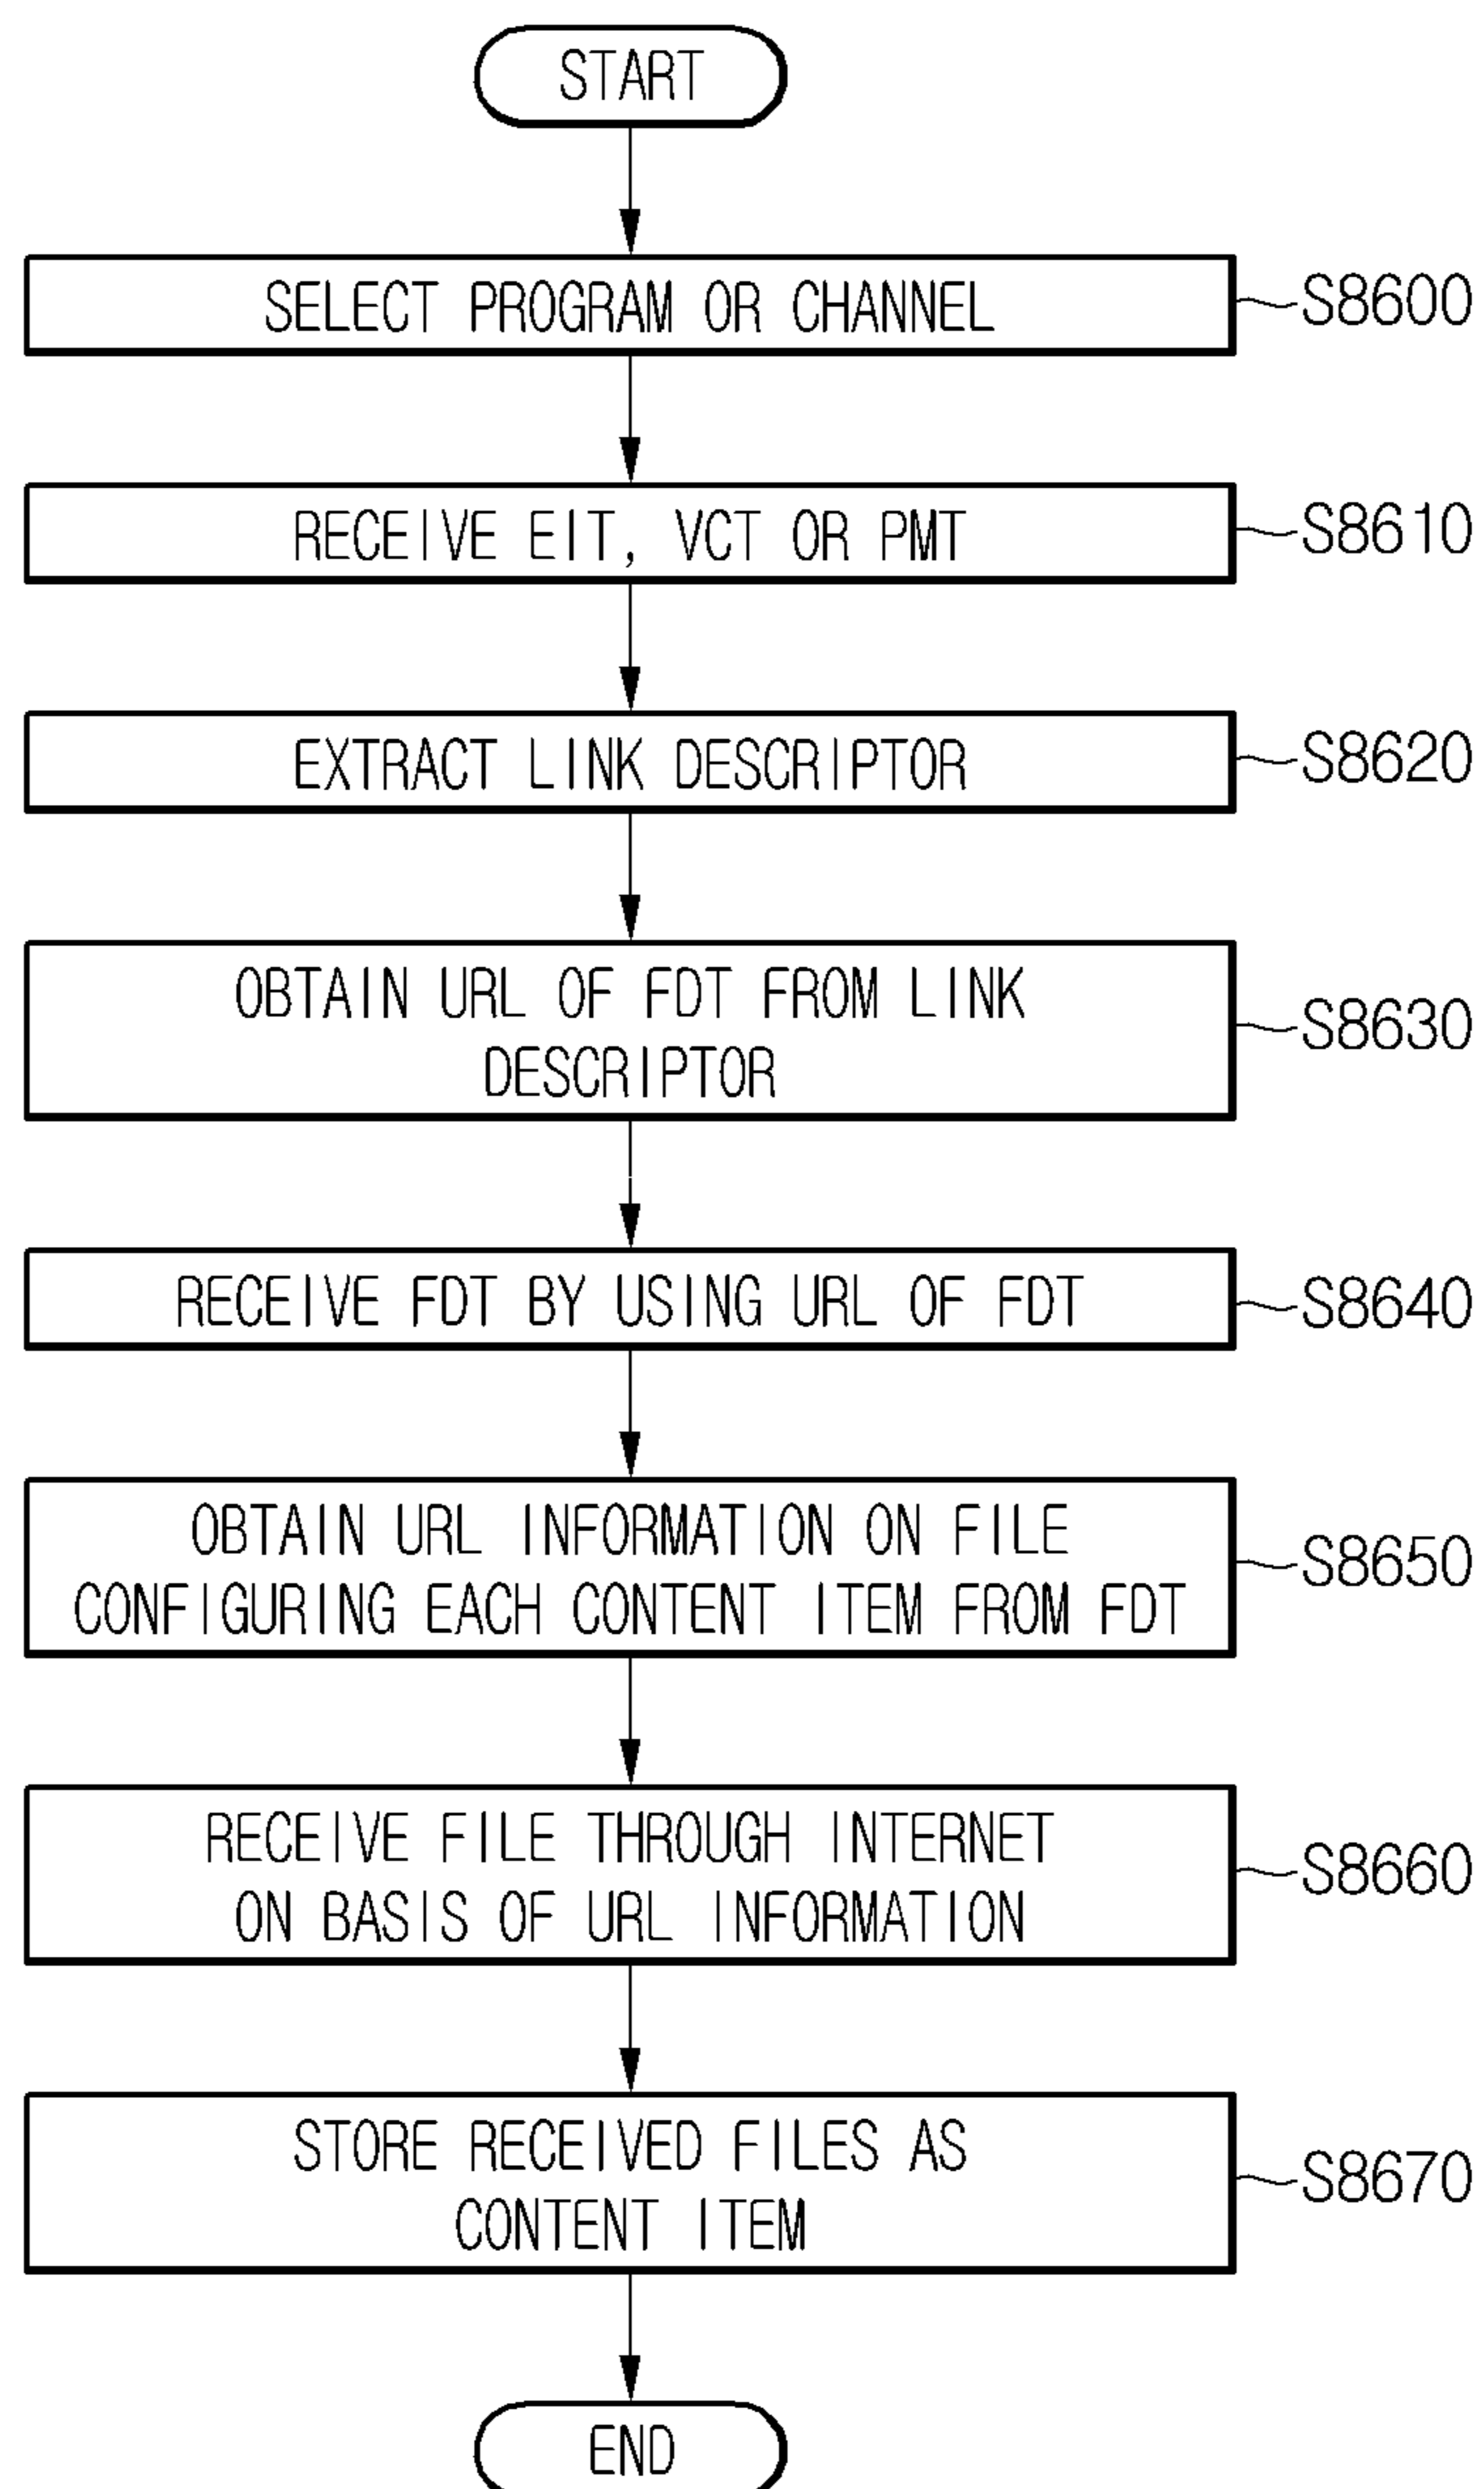 START
SELECT PROGRAM OR CHANNEL
S8600
RECEIVE EIT, VCT OR PMT
S8610
EXTRACT LINK DESCRIPTOR
S8620
OBTAIN URL OF FDT FROM LINK
DESCRIPTOR
S8630
RECEIVE FDT BY USING URL OF FDT
S8640
OBTAIN URL INFORMATION ON FILE
CONFIGURING EACH CONTENT ITEM FROM FDT
S8650
RECEIVE FILE THROUGH INTERNET
ON BASIS OF URL INFORMATION
S8660
STORE RECEIVED FILES AS
CONTENT ITEM
S8670
END